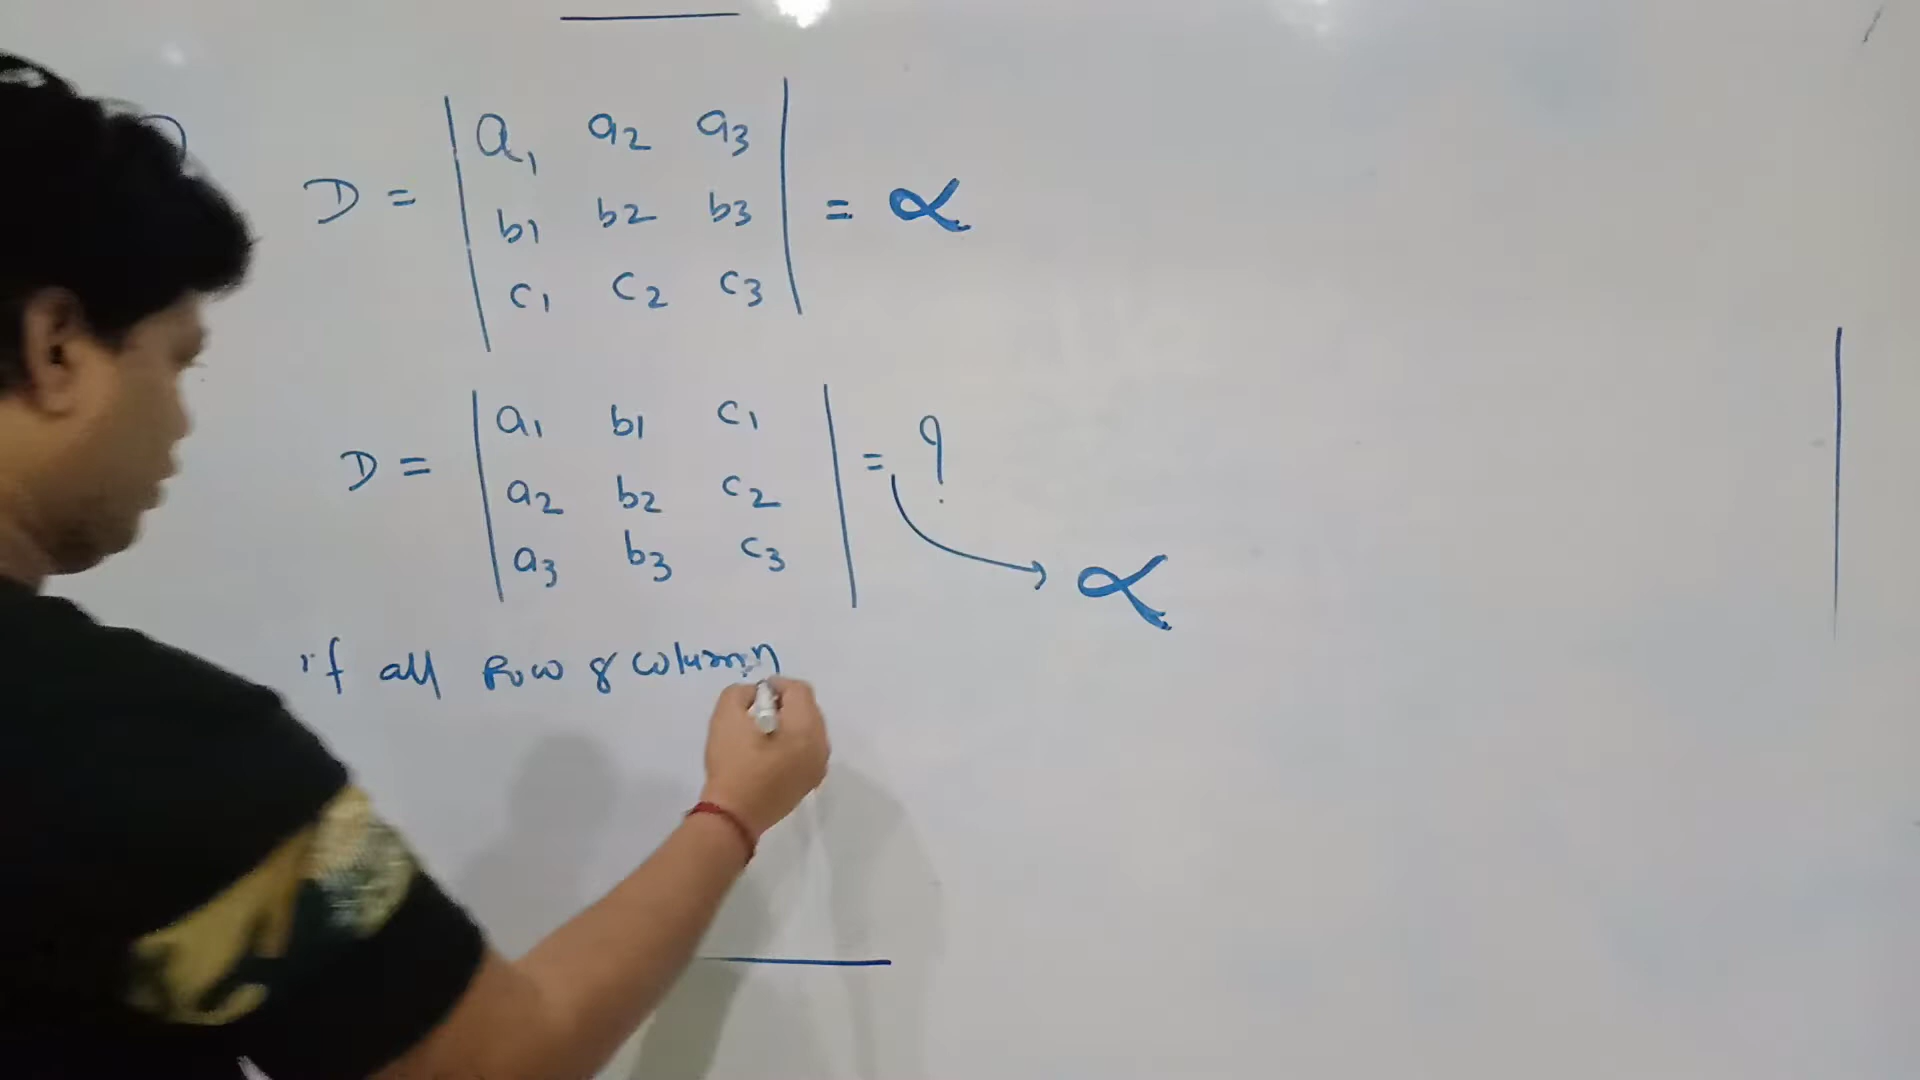 D = | a1 a2 a3 | = α
| b1 b2 b3 |
| c1 c2 c3 |
D = | a1 b1 c1 | = ?
| a2 b2 c2 | → α
| a3 b3 c3 |
if all row & column